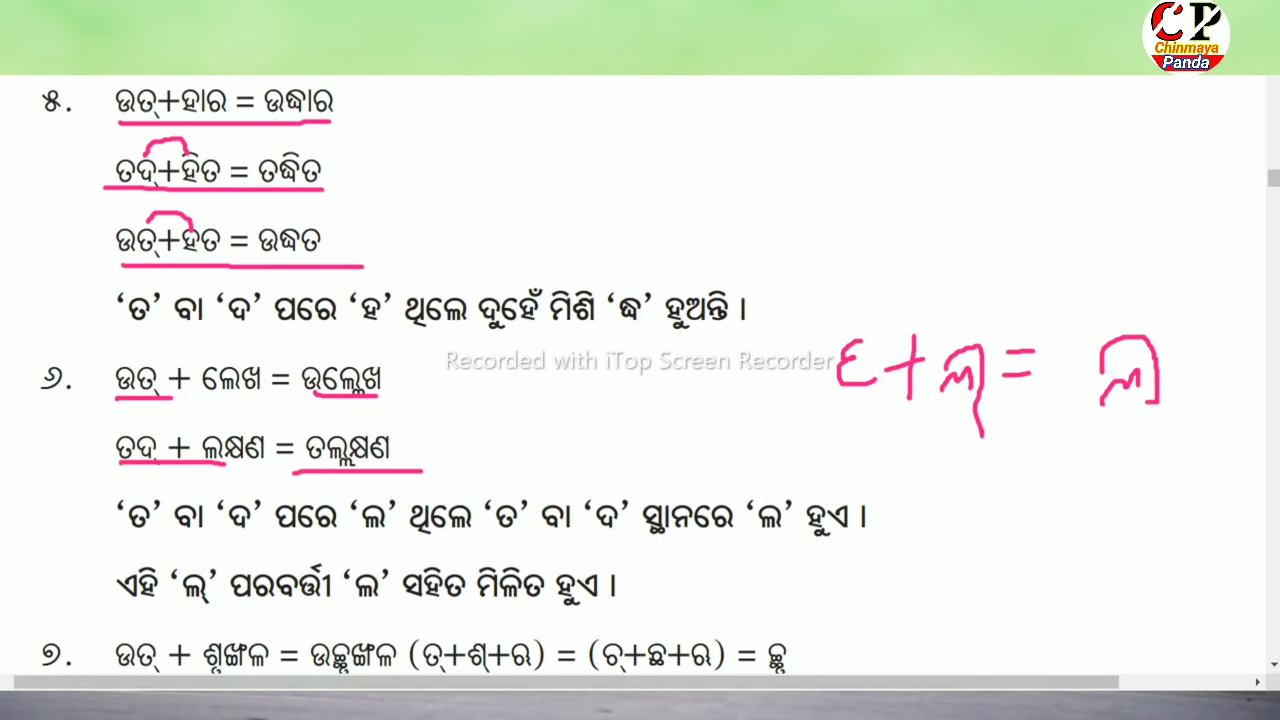 CP
Chinmaya
Panda
୫. ଉତ୍+ହାର = ଉଦ୍ଧାର
ତଦ୍+ହିତ = ତଦ୍ଧିତ
ଉତ୍+ହତ = ଉଦ୍ଧତ
‘ତ’ ବା ‘ଦ’ ପରେ ‘ହ’ ଥିଲେ ଦୁହେଁ ମିଶି ‘ଦ୍ଧ’ ହୁଅନ୍ତି ।
Recorded with iTop Screen Recorder
୬. ଉତ୍ + ଲେଖ = ଉଲ୍ଲେଖ
ତଦ୍ + ଲକ୍ଷଣ = ତଲ୍ଲକ୍ଷଣ
‘ତ’ ବା ‘ଦ’ ପରେ ‘ଲ’ ଥିଲେ ‘ତ’ ବା ‘ଦ’ ସ୍ଥାନରେ ‘ଲ’ ହୁଏ ।
ଏହି ‘ଲ୍’ ପରବର୍ତ୍ତୀ ‘ଲ’ ସହିତ ମିଳିତ ହୁଏ ।
୭. ଉତ୍ + ଶୃଙ୍ଖଳ = ଉଚ୍ଛୃଙ୍ଖଳ (ତ୍+ଶ୍+ଋ) = (ଚ୍+ଛ+ଋ) = ଚ୍ଛୃ